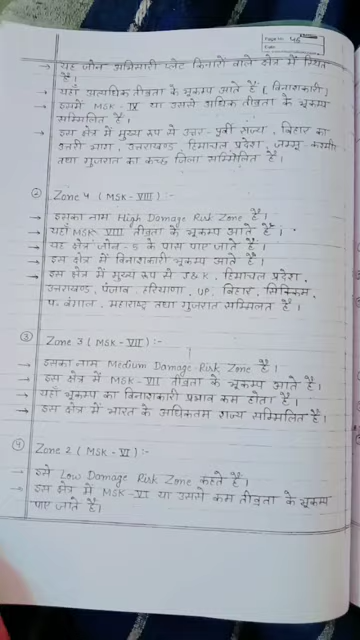 Page No. 45
Date
→ यह जोन अभिसारी प्लेट किनारों वाले क्षेत्र में स्थित
है।
→ यहाँ अत्यधिक तीव्रता के भूकम्प आते है। (विनाशकारी)
→ इसमें MSK-IX या उससे अधिक तीव्रता के भूकम्प
सम्मिलित है।
→ इस क्षेत्र में मुख्य रूप से उत्तर-पूर्वी राज्य, बिहार का
उत्तरी भाग, उत्तराखण्ड, हिमाचल प्रदेश, जम्मू कश्मीर
तथा गुजरात का कच्छ जिला सम्मिलित है।
② Zone 4 (MSK-VIII) :-
→ इसका नाम High Damage Risk Zone है।
→ यहाँ MSK VIII तीव्रता के भूकम्प आते है।
→ यह क्षेत्र जोन-5 के पास पाए जाते है।
→ इस क्षेत्र में विनाशकारी भूकम्प आते है।
→ इस क्षेत्र में मुख्य रूप से J&K, हिमाचल प्रदेश,
उत्तराखण्ड, पंजाब, हरियाणा, UP, बिहार, सिक्किम,
प. बंगाल, महाराष्ट्र तथा गुजरात सम्मिलित है।
③ Zone 3 (MSK-VII) :-
→ इसका नाम Medium Damage Risk Zone है।
→ इस क्षेत्र में MSK-VII तीव्रता के भूकम्प आते है।
→ यहाँ भूकम्प का विनाशकारी प्रभाव कम होता है।
→ इस क्षेत्र में भारत के अधिकतम राज्य सम्मिलित है।
④ Zone 2 (MSK-VI) :-
→ इसे Low Damage Risk Zone कहते है।
→ इस क्षेत्र में MSK-VI या उससे कम तीव्रता के भूकम्प
पाए जाते है।